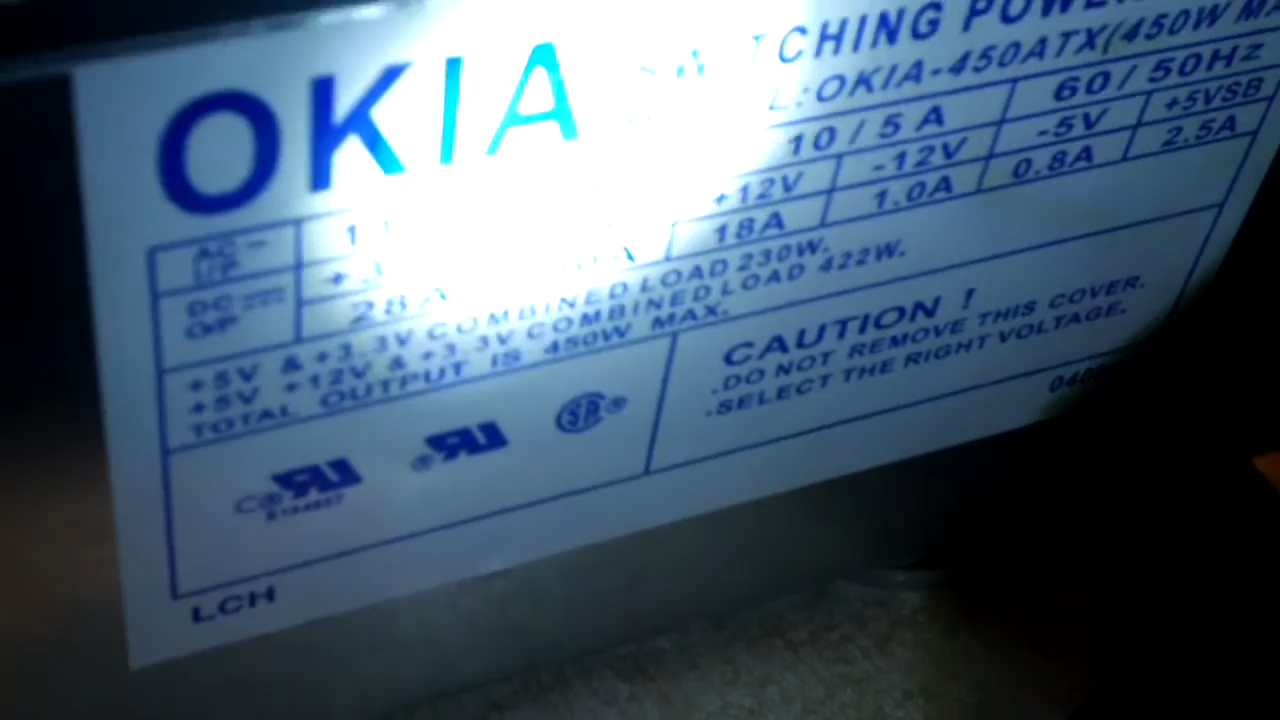 OKIA
CHING POWE
L:OKIA-450ATX(450W MA
AC
I/P
10/5A
60/50Hz
DC
O/P
+12V
-12V
-5V
+5VSB
28A
18A
1.0A
0.8A
2.5A
+5V & +3.3V COMBINED LOAD 230W.
+5V +12V & +3.3V COMBINED LOAD 422W.
TOTAL OUTPUT IS 450W MAX.
CAUTION !
.DO NOT REMOVE THIS COVER.
.SELECT THE RIGHT VOLTAGE.
LCH